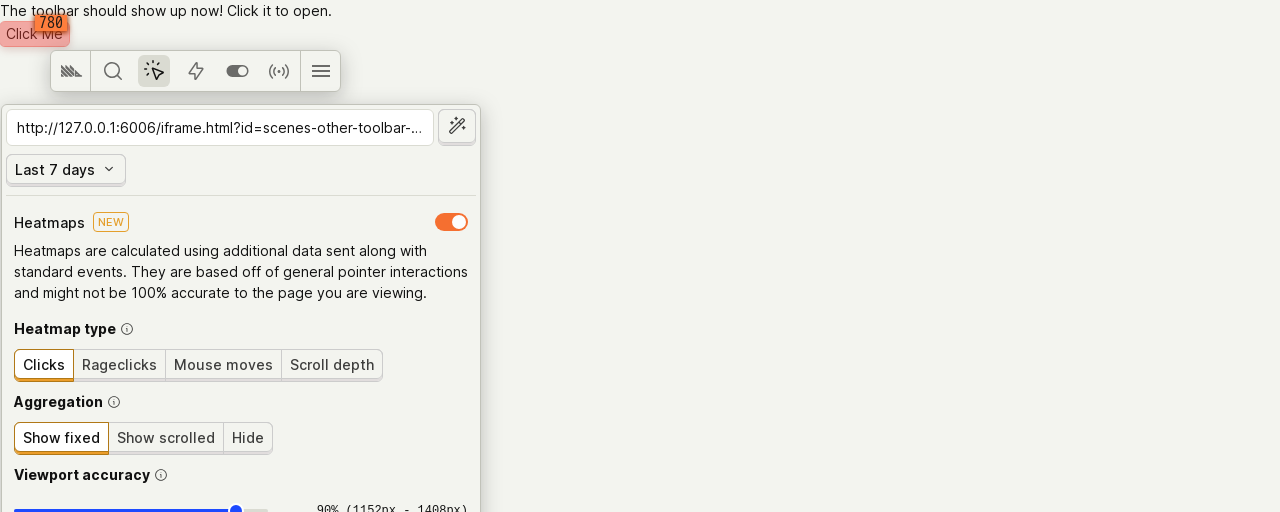 The toolbar should show up now! Click it to open.
780
Click Me
http://127.0.0.1:6006/iframe.html?id=scenes-other-toolbar-...
Last 7 days
Heatmaps NEW
Heatmaps are calculated using additional data sent along with
standard events. They are based off of general pointer interactions
and might not be 100% accurate to the page you are viewing.
Heatmap type
Clicks Rageclicks Mouse moves Scroll depth
Aggregation
Show fixed Show scrolled Hide
Viewport accuracy
90% (1152px - 1408px)